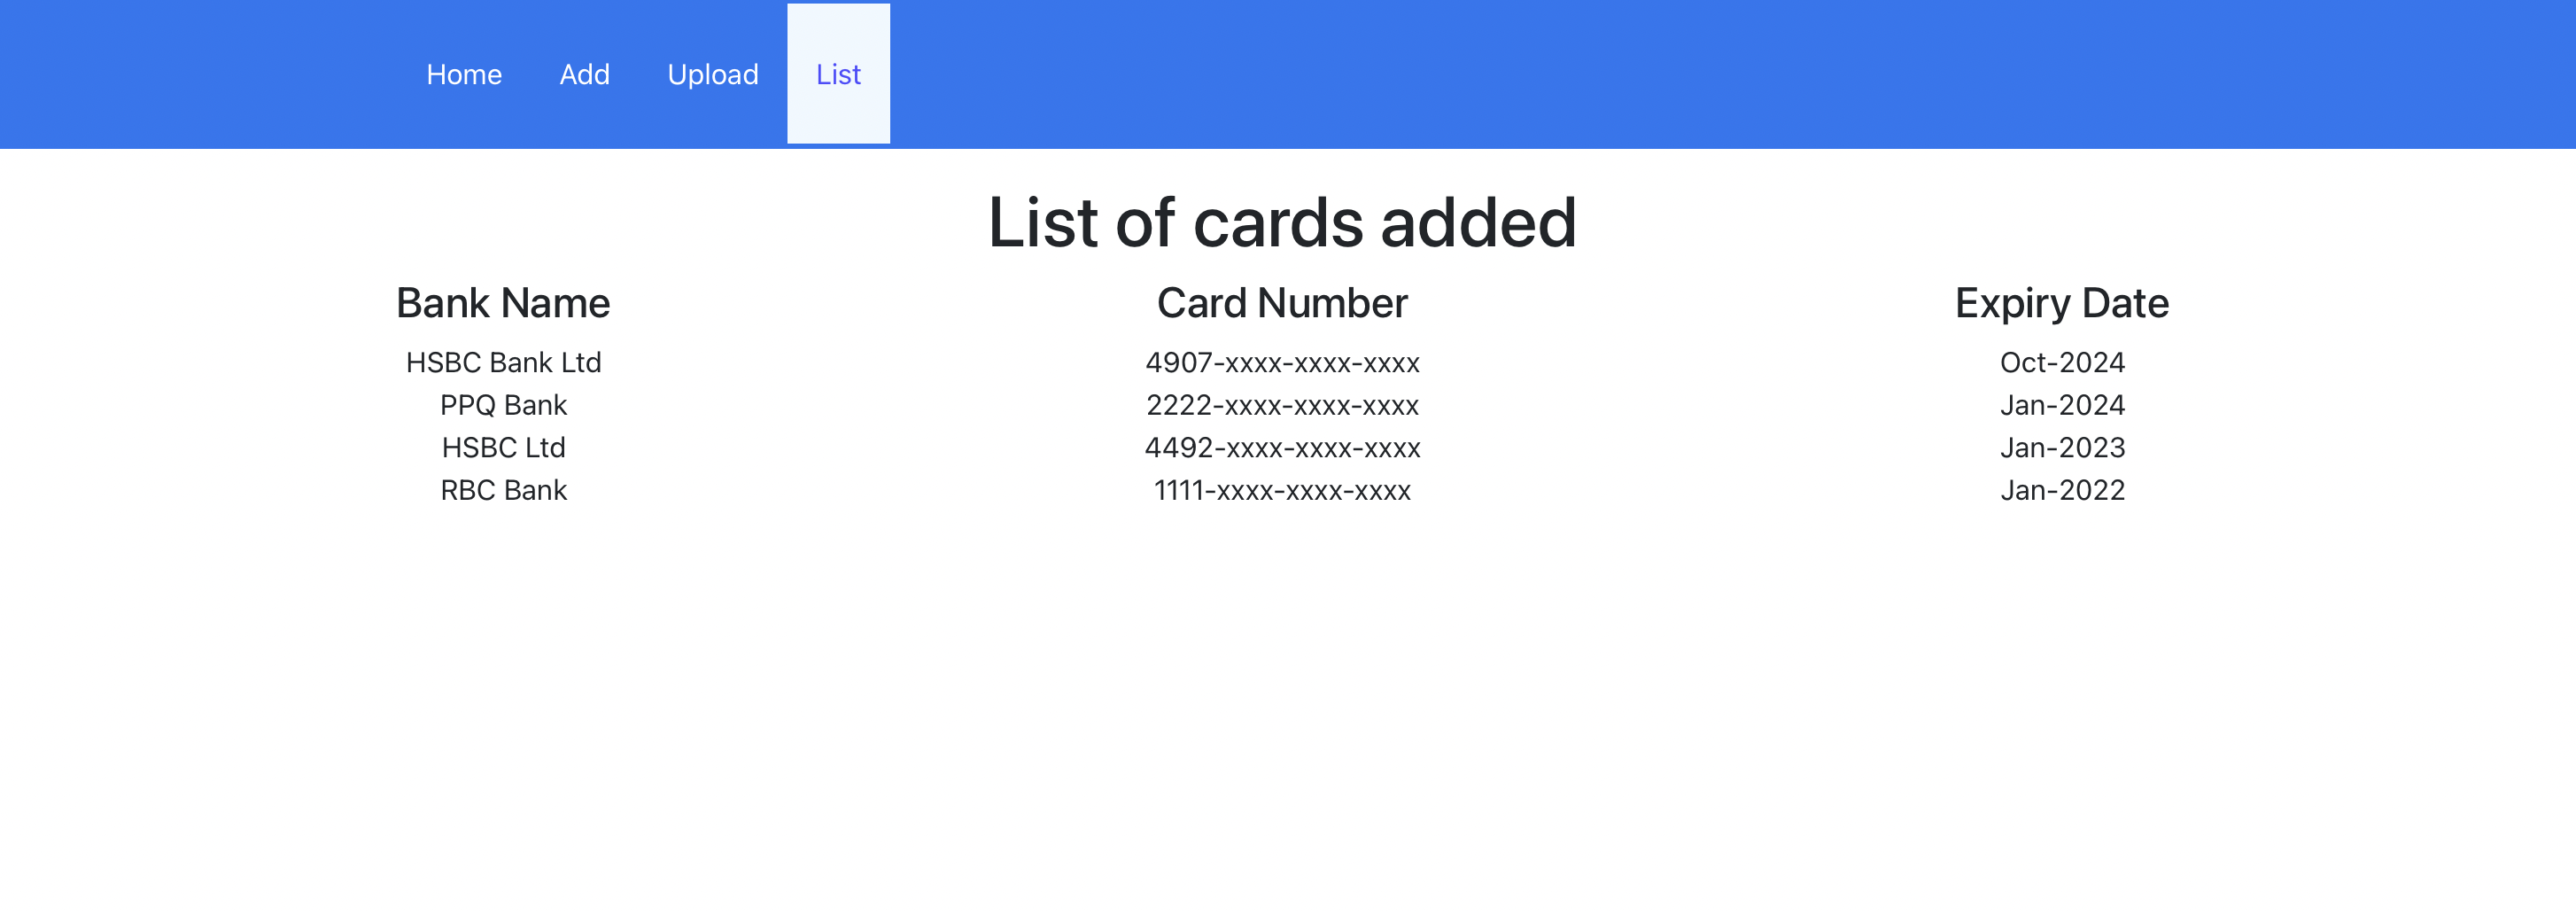 Home Add Upload List
List of cards added
Bank Name Card Number Expiry Date
HSBC Bank Ltd 4907-xxxx-xxxx-xxxx Oct-2024
PPQ Bank 2222-xxxx-xxxx-xxxx Jan-2024
HSBC Ltd 4492-xxxx-xxxx-xxxx Jan-2023
RBC Bank 1111-xxxx-xxxx-xxxx Jan-2022